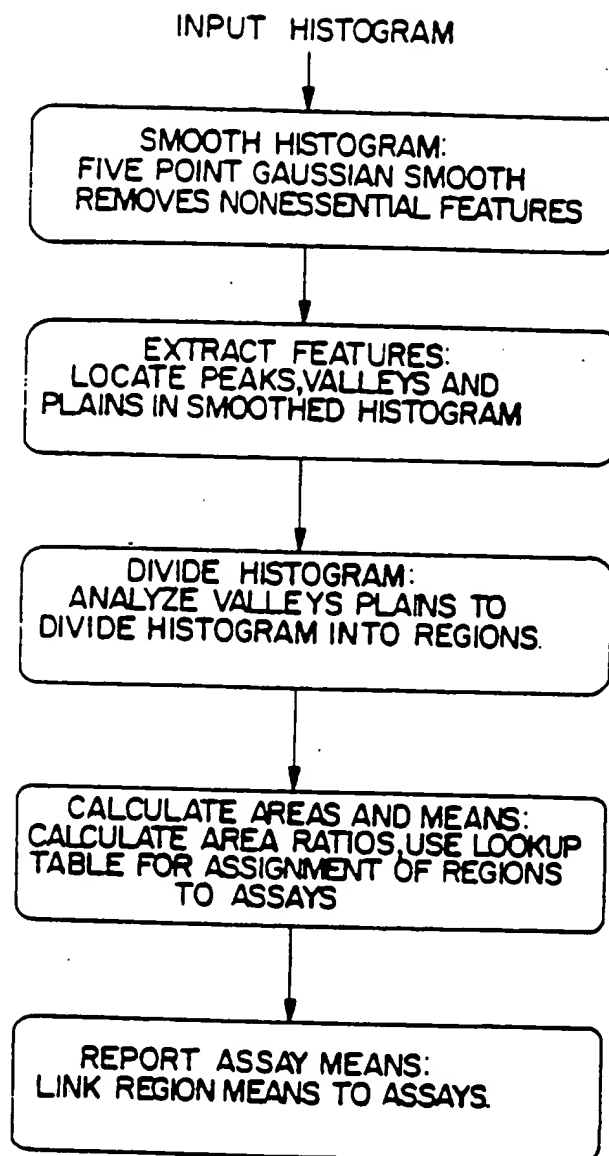 INPUT HISTOGRAM
SMOOTH HISTOGRAM:
FIVE POINT GAUSSIAN SMOOTH
REMOVES NONESSENTIAL FEATURES
EXTRACT FEATURES:
LOCATE PEAKS,VALLEYS AND
PLAINS IN SMOOTHED HISTOGRAM
DIVIDE HISTOGRAM:
ANALYZE VALLEYS PLAINS TO
DIVIDE HISTOGRAM INTO REGIONS.
CALCULATE AREAS AND MEANS:
CALCULATE AREA RATIOS,USE LOOKUP
TABLE FOR ASSIGNMENT OF REGIONS
TO ASSAYS
REPORT ASSAY MEANS:
LINK REGION MEANS TO ASSAYS.